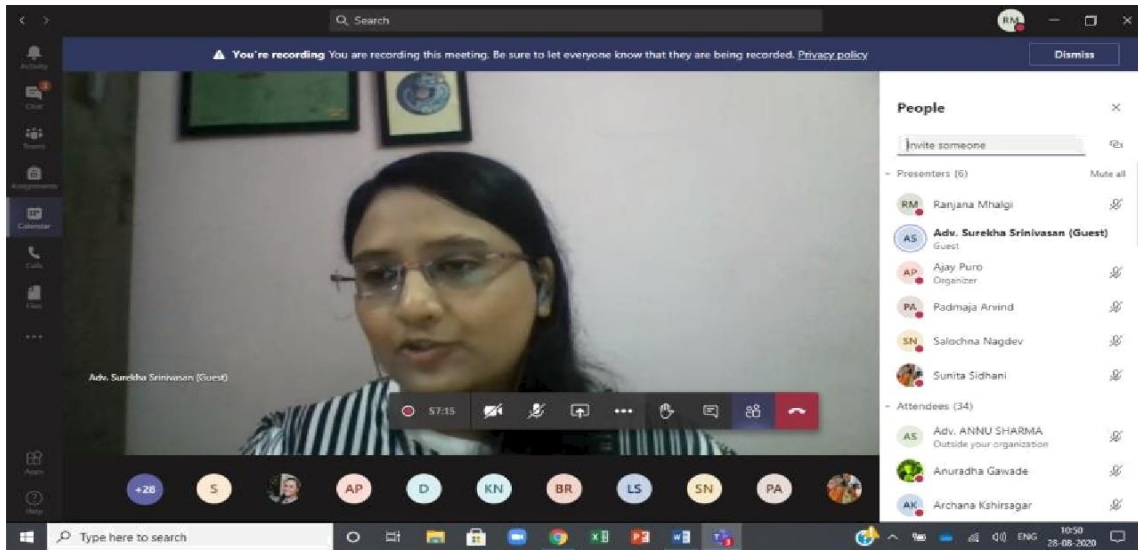 Search
RM
You're recording You are recording this meeting. Be sure to let everyone know that they are being recorded. Privacy policy
Dismiss
Activity
Chat
3
Teams
Assignments
Calendar
Calls
Files
Apps
Help
Adv. Surekha Srinivasan (Guest)
57:15
+28
S
AP
D
KN
BR
LS
SN
PA
People
Invite someone
Presenters (6)
Mute all
RM
Ranjana Mhalgi
AS
Adv. Surekha Srinivasan (Guest)
Guest
AP
Ajay Puro
Organizer
PA
Padmaja Arvind
SN
Salochna Nagdev
Sunita Sidhani
Attendees (34)
AS
Adv. ANNU SHARMA
Outside your organization
Anuradha Gawade
AK
Archana Kshirsagar
Type here to search
ENG
10:50
28-08-2020